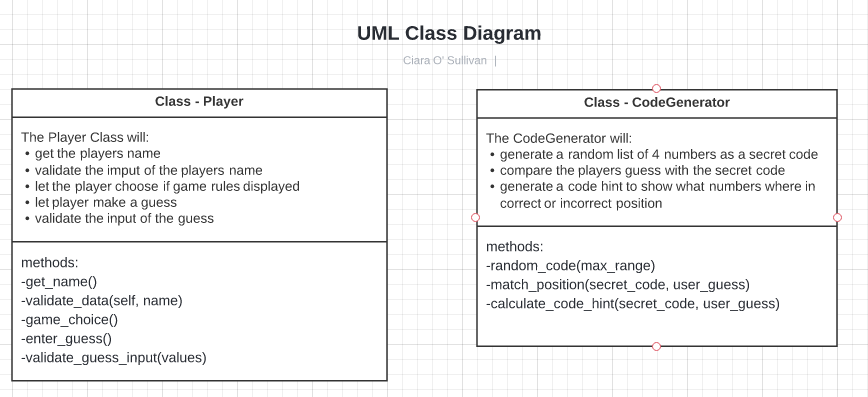 UML Class Diagram
Ciara O' Sullivan |
Class - Player
The Player Class will:
• get the players name
• validate the imput of the players name
• let the player choose if game rules displayed
• let player make a guess
• validate the input of the guess
methods:
-get_name()
-validate_data(self, name)
-game_choice()
-enter_guess()
-validate_guess_input(values)
Class - CodeGenerator
The CodeGenerator will:
• generate a random list of 4 numbers as a secret code
• compare the players guess with the secret code
• generate a code hint to show what numbers where in
correct or incorrect position
methods:
-random_code(max_range)
-match_position(secret_code, user_guess)
-calculate_code_hint(secret_code, user_guess)